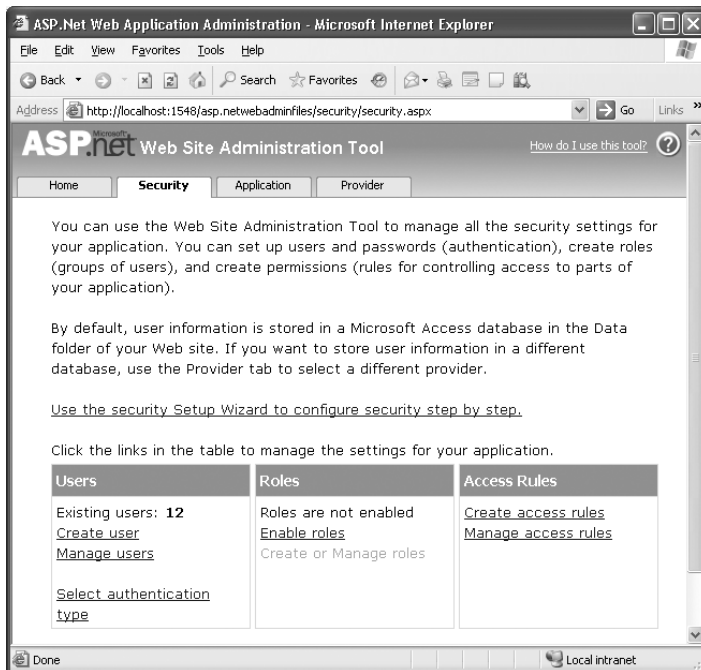 ASP.Net Web Application Administration - Microsoft Internet Explorer
File Edit View Favorites Tools Help
Back Search Favorites
Address http://localhost:1548/asp.netwebadminfiles/security/security.aspx Go Links »
Microsoft
ASP.net Web Site Administration Tool How do I use this tool? ?
Home Security Application Provider
You can use the Web Site Administration Tool to manage all the security settings for
your application. You can set up users and passwords (authentication), create roles
(groups of users), and create permissions (rules for controlling access to parts of
your application).
By default, user information is stored in a Microsoft Access database in the Data
folder of your Web site. If you want to store user information in a different
database, use the Provider tab to select a different provider.
Use the security Setup Wizard to configure security step by step.
Click the links in the table to manage the settings for your application.
Users Roles Access Rules
Existing users: 12 Roles are not enabled Create access rules
Create user Enable roles Manage access rules
Manage users Create or Manage roles
Select authentication
type
Done Local intranet